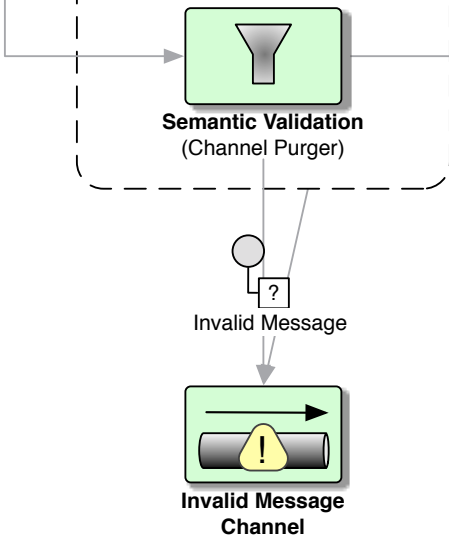 Semantic Validation
(Channel Purger)
?
Invalid Message
!
Invalid Message
Channel